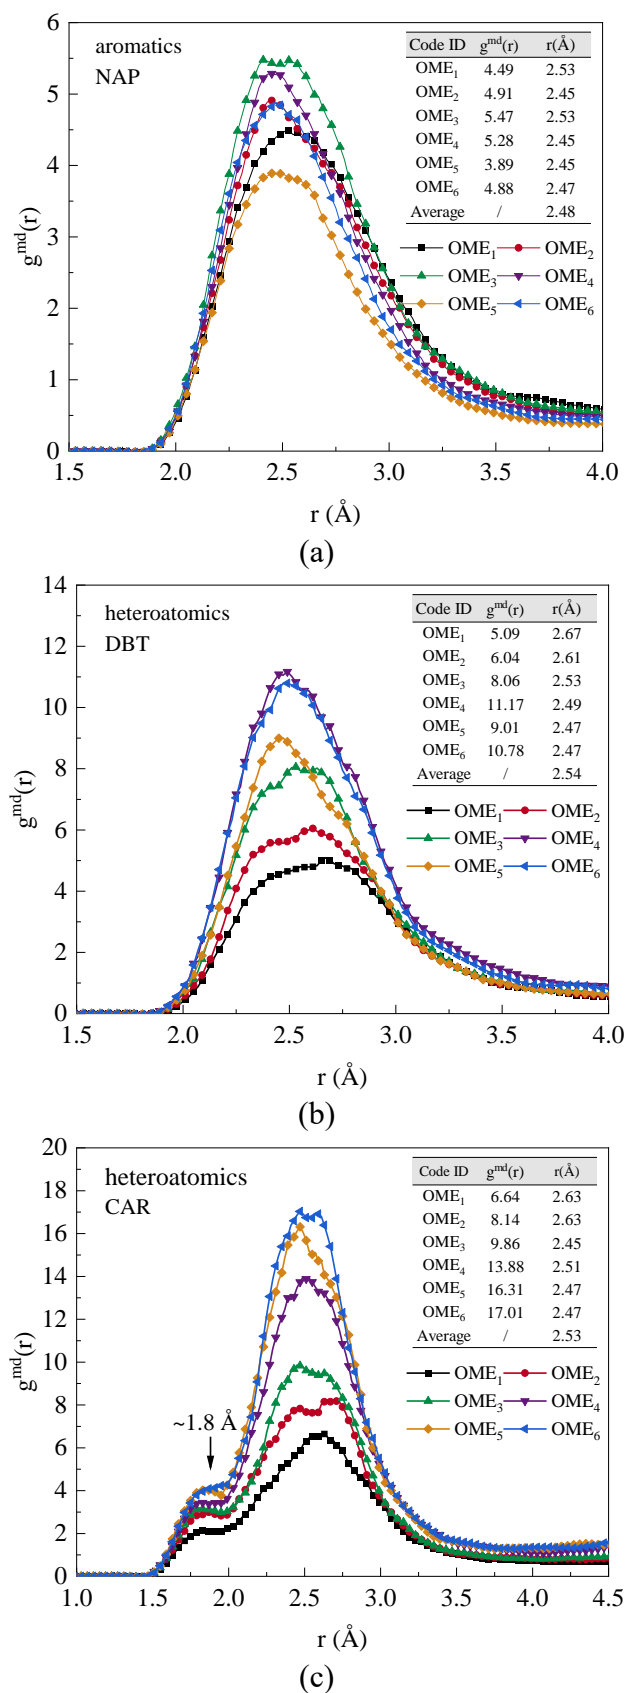 aromatics
NAP
Code ID g^md(r) r(Å)
OME₁ 4.49 2.53
OME₂ 4.91 2.45
OME₃ 5.47 2.53
OME₄ 5.28 2.45
OME₅ 3.89 2.45
OME₆ 4.88 2.47
Average / 2.48
OME₁ OME₂
OME₃ OME₄
OME₅ OME₆
g^md(r)
6
5
4
3
2
1
0
1.5 2.0 2.5 3.0 3.5 4.0
r (Å)
(a)
heteroatomics
DBT
Code ID g^md(r) r(Å)
OME₁ 5.09 2.67
OME₂ 6.04 2.61
OME₃ 8.06 2.53
OME₄ 11.17 2.49
OME₅ 9.01 2.47
OME₆ 10.78 2.47
Average / 2.54
OME₁ OME₂
OME₃ OME₄
OME₅ OME₆
g^md(r)
14
12
10
8
6
4
2
0
1.5 2.0 2.5 3.0 3.5 4.0
r (Å)
(b)
heteroatomics
CAR
Code ID g^md(r) r(Å)
OME₁ 6.64 2.63
OME₂ 8.14 2.63
OME₃ 9.86 2.45
OME₄ 13.88 2.51
OME₅ 16.31 2.47
OME₆ 17.01 2.47
Average / 2.53
OME₁ OME₂
OME₃ OME₄
OME₅ OME₆
~1.8 Å
g^md(r)
20
18
16
14
12
10
8
6
4
2
0
1.0 1.5 2.0 2.5 3.0 3.5 4.0 4.5
r (Å)
(c)